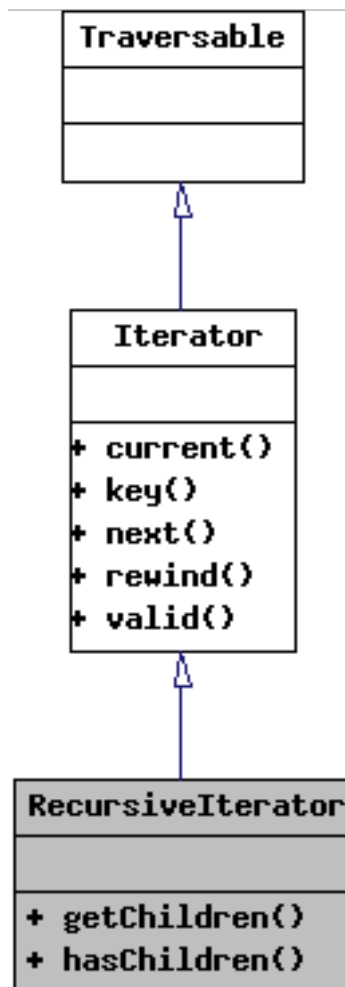 Traversable
Iterator
+ current()
+ key()
+ next()
+ rewind()
+ valid()
RecursiveIterator
+ getChildren()
+ hasChildren()